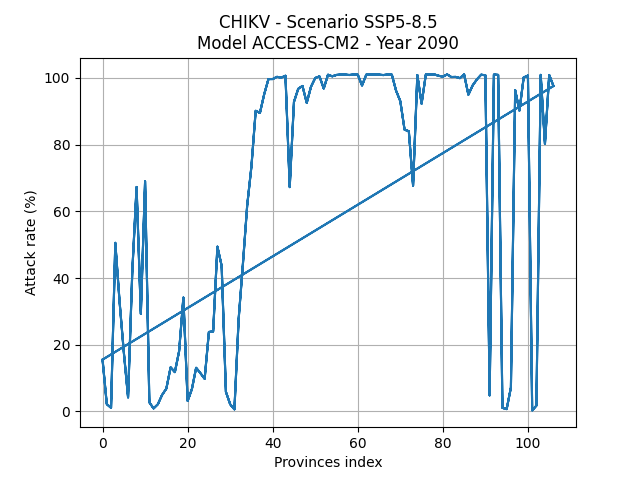 CHIKV - Scenario SSP5-8.5
Model ACCESS-CM2 - Year 2090
Attack rate (%)
100
80
60
40
20
0
0 20 40 60 80 100
Provinces index